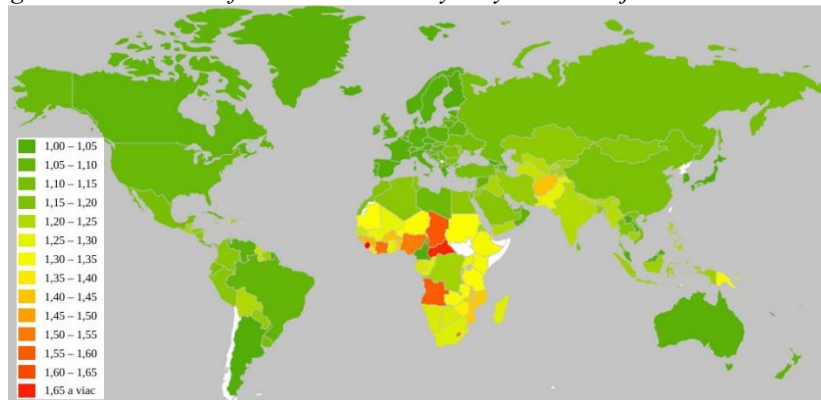 1,00 – 1,05
1,05 – 1,10
1,10 – 1,15
1,15 – 1,20
1,20 – 1,25
1,25 – 1,30
1,30 – 1,35
1,35 – 1,40
1,40 – 1,45
1,45 – 1,50
1,50 – 1,55
1,55 – 1,60
1,60 – 1,65
1,65 a viac